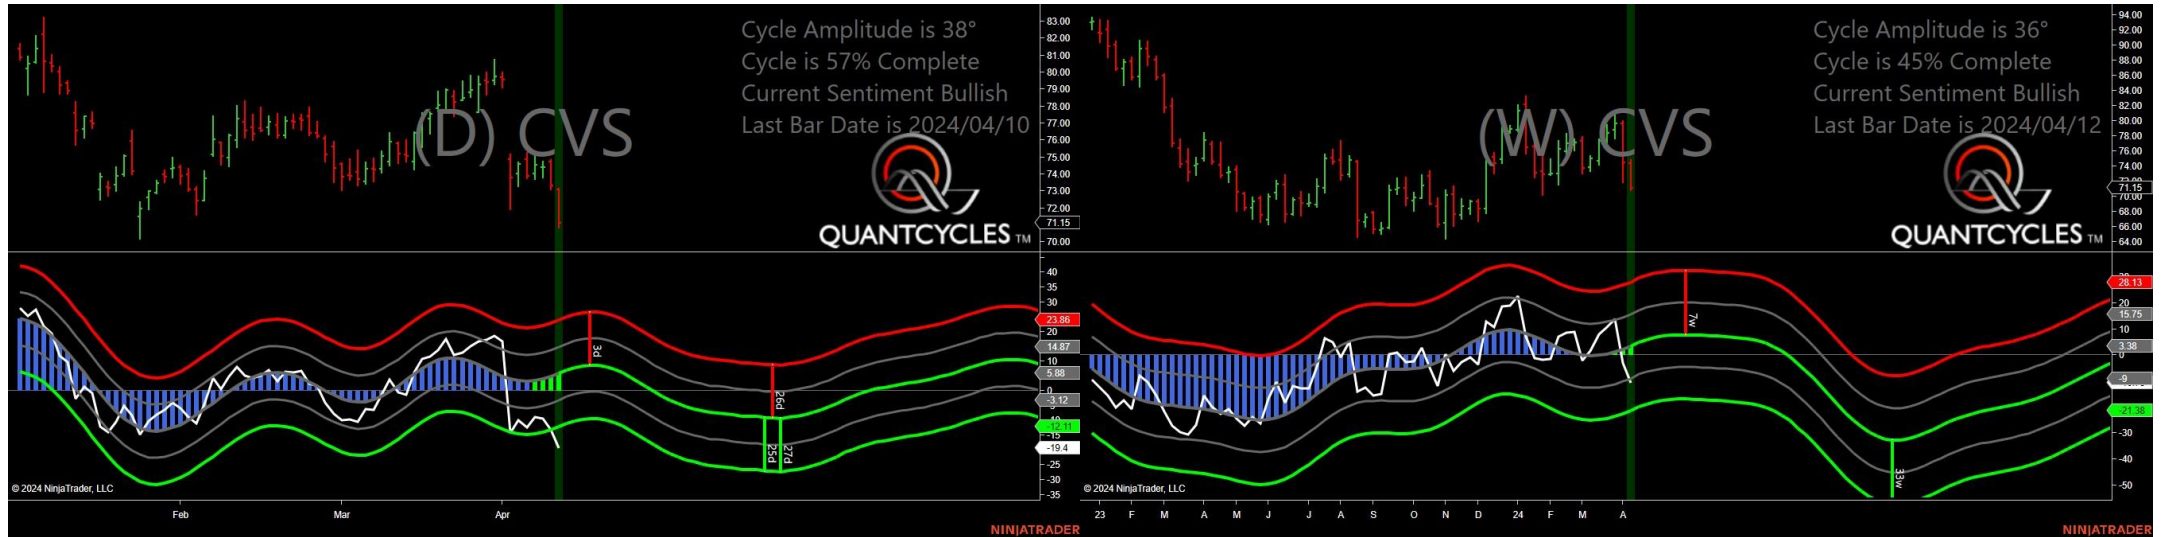 Cycle Amplitude is 38°
Cycle is 57% Complete
Current Sentiment Bullish
Last Bar Date is 2024/04/10
(D) CVS
QUANTCYCLES TM
83.00
82.00
81.00
80.00
79.00
78.00
77.00
76.00
75.00
74.00
73.00
72.00
71.15
70.00
40
35
30
23.86
20
14.87
10
5.88
0
-3.12
-12.11
-15
-19.4
-25
-30
-35
3d
26d
25d
27d
© 2024 NinjaTrader, LLC
Feb Mar Apr
NINJATRADER
Cycle Amplitude is 36°
Cycle is 45% Complete
Current Sentiment Bullish
Last Bar Date is 2024/04/12
(W) CVS
QUANTCYCLES TM
94.00
92.00
90.00
88.00
86.00
84.00
82.00
80.00
78.00
76.00
74.00
72.00
71.15
70.00
68.00
66.00
64.00
28.13
20
15.75
10
3.38
0
-9
-21.38
-30
-40
-50
7w
33w
© 2024 NinjaTrader, LLC
23 F M A M J J A S O N D 24 F M A
NINJATRADER